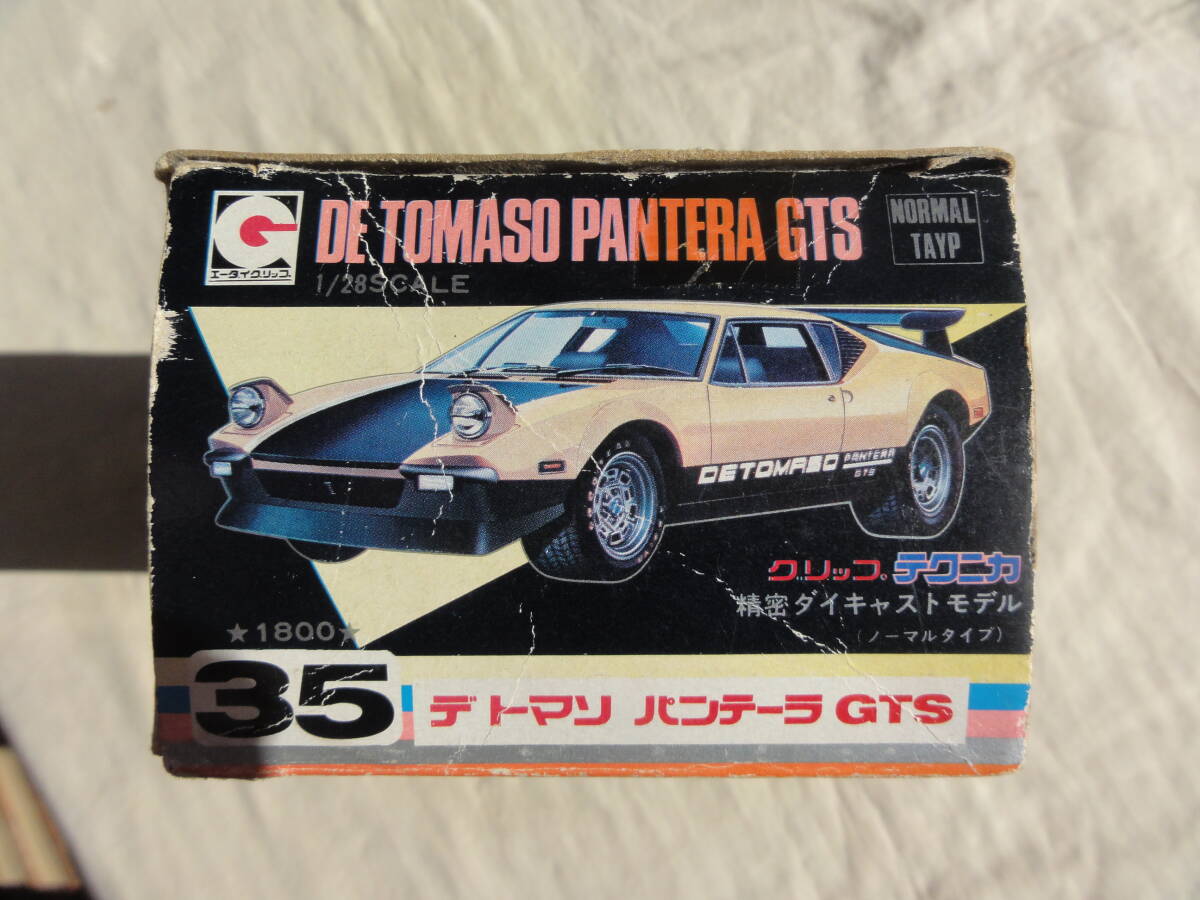 エーダイグリップ
DE TOMASO PANTERA GTS
NORMAL
TAYP
1/28SCALE
DETOMASO PANTERA
GTS
グリップ テクニカ
精密ダイキャストモデル
(ノーマルタイプ)
★1800★
35
デ トマソ パンテーラ GTS